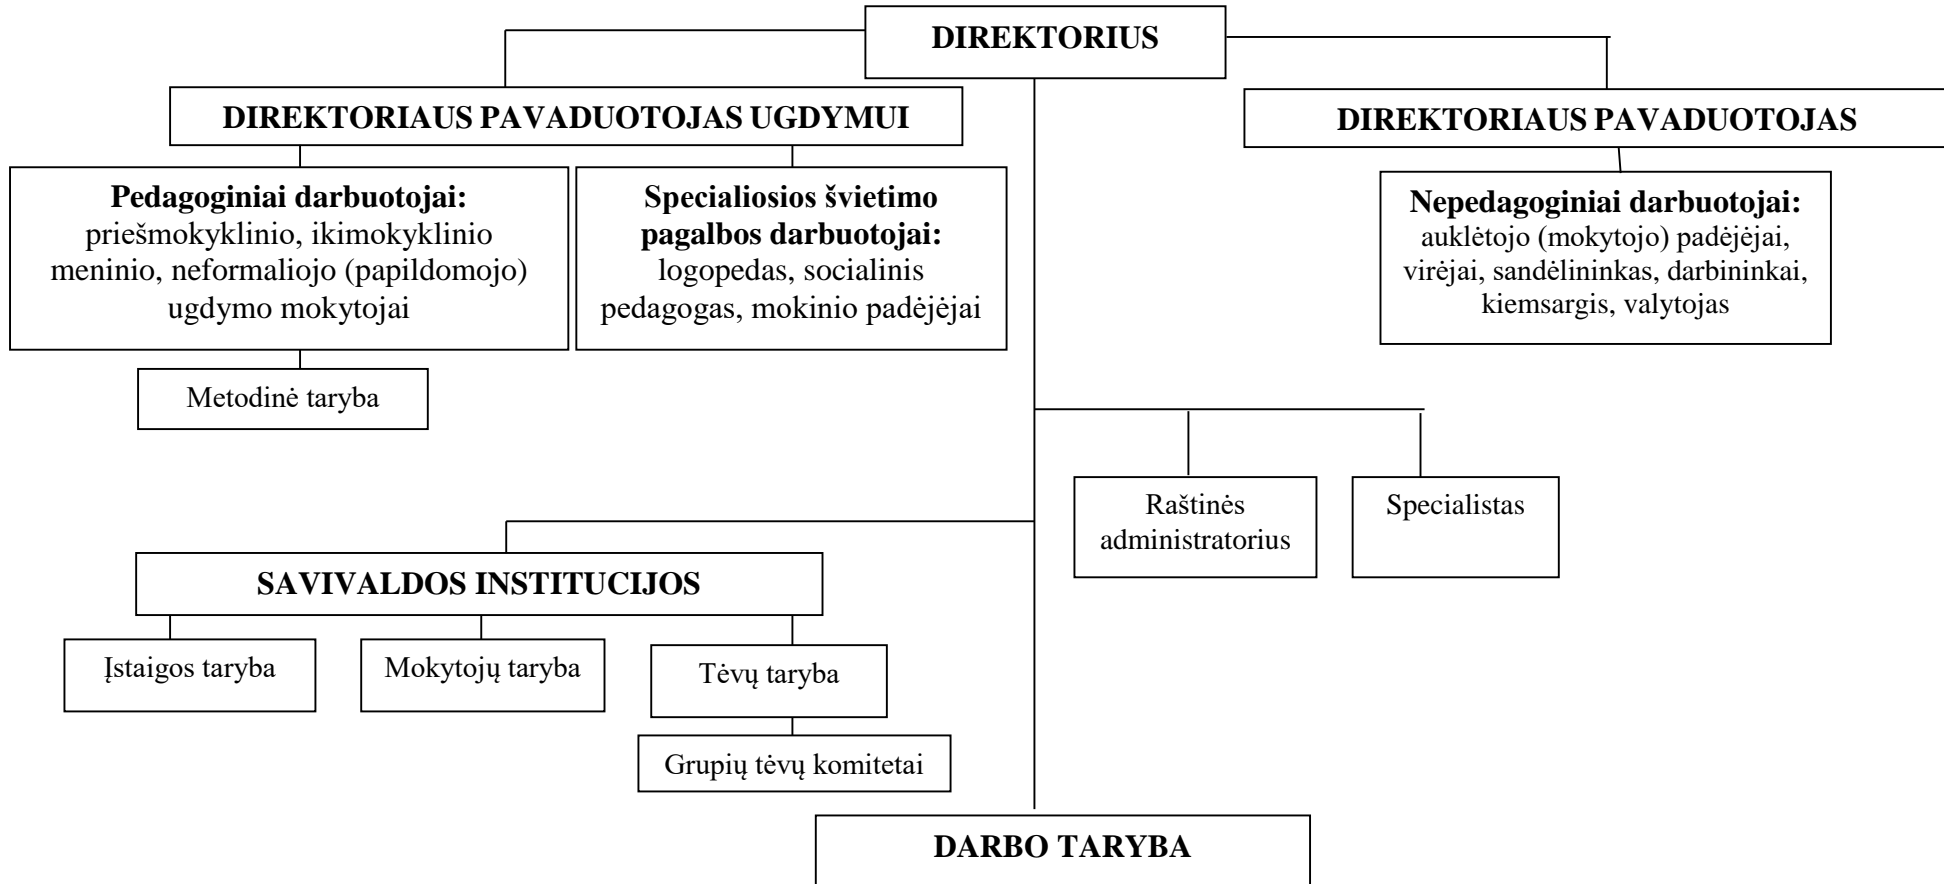 DIREKTORIUS
DIREKTORIAUS PAVADUOTOJAS UGDYMUI
DIREKTORIAUS PAVADUOTOJAS
Pedagoginiai darbuotojai:
priešmokyklinio, ikimokyklinio
meninio, neformaliojo (papildomojo)
ugdymo mokytojai
Specialiosios švietimo
pagalbos darbuotojai:
logopedas, socialinis
pedagogas, mokinio padėjėjai
Nepedagoginiai darbuotojai:
auklėtojo (mokytojo) padėjėjai,
virėjai, sandėlininkas, darbininkai,
kiemsargis, valytojas
Metodinė taryba
Raštinės
administratorius
Specialistas
SAVIVALDOS INSTITUCIJOS
Įstaigos taryba
Mokytojų taryba
Tėvų taryba
Grupių tėvų komitetai
DARBO TARYBA